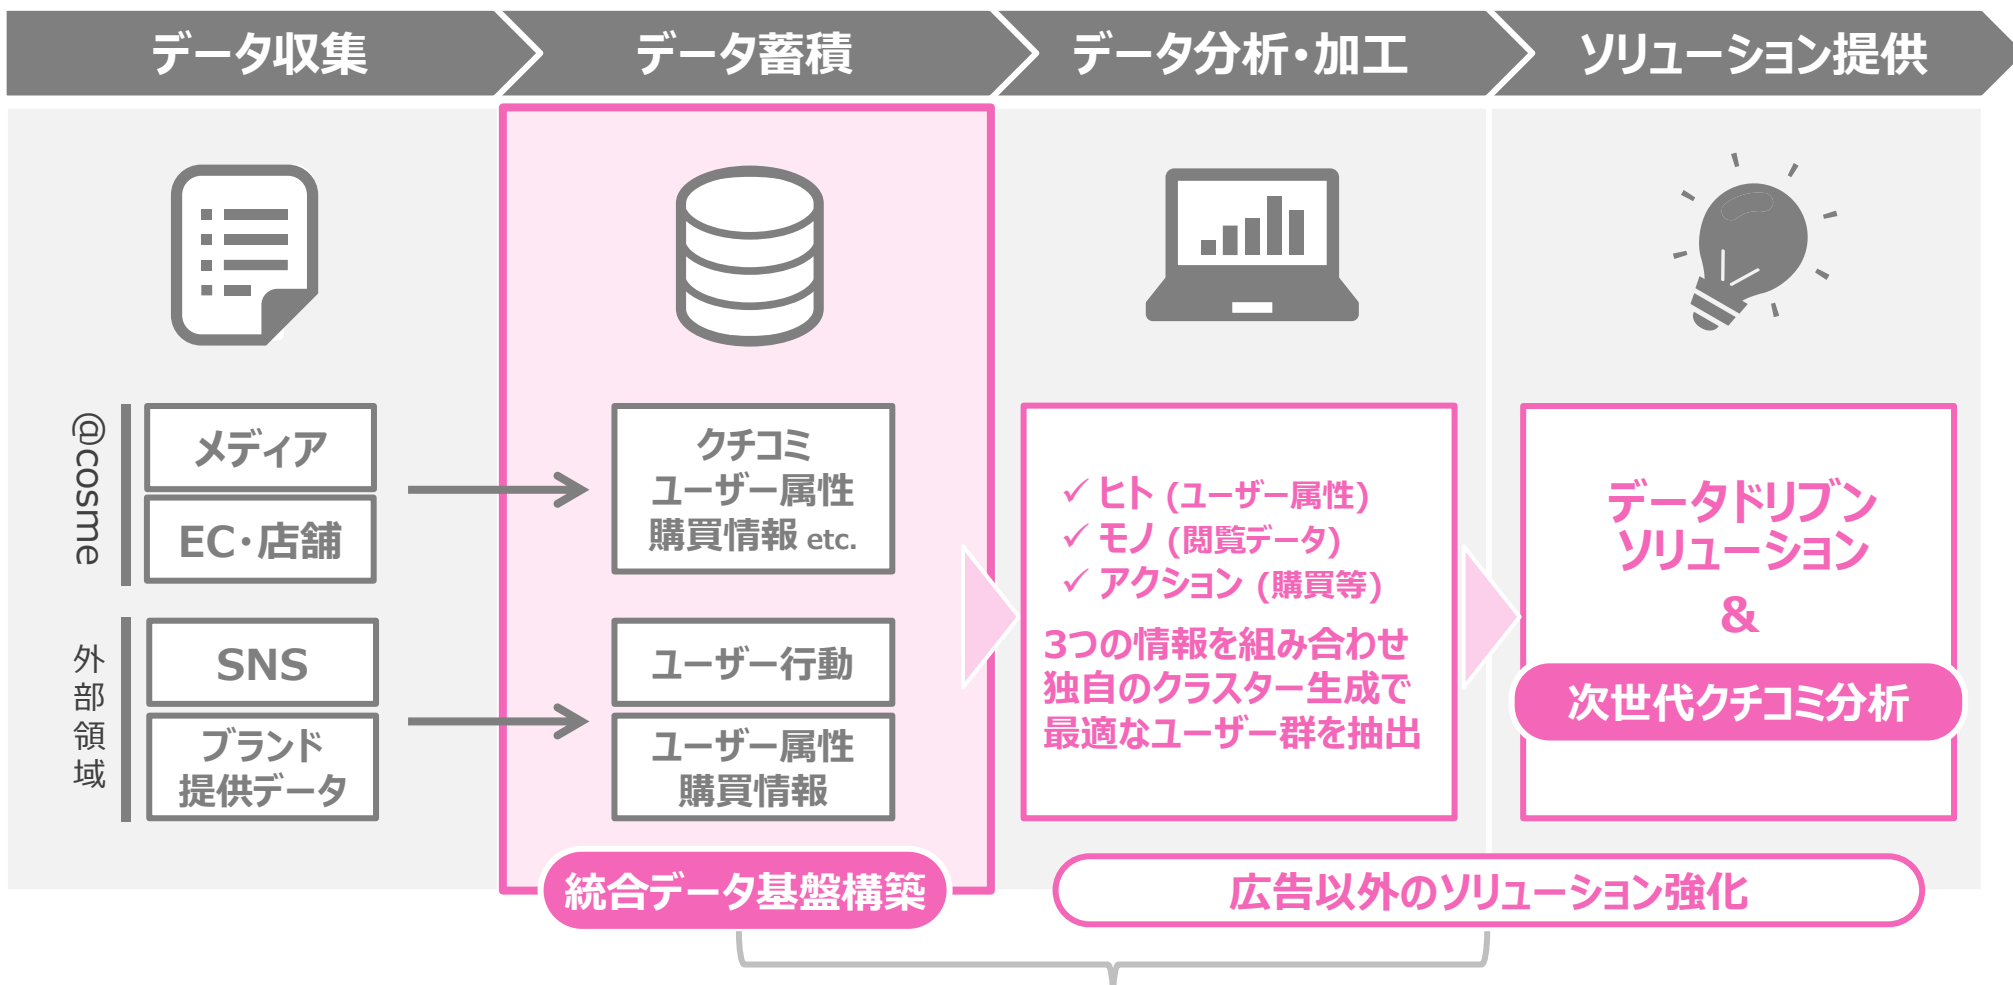 データ収集
データ蓄積
データ分析・加工
ソリューション提供
@cosme
メディア
EC・店舗
外部領域
SNS
ブランド
提供データ
クチコミ
ユーザー属性
購買情報 etc.
ユーザー行動
ユーザー属性
購買情報
統合データ基盤構築
✓ ヒト (ユーザー属性)
✓ モノ (閲覧データ)
✓ アクション (購買等)
3つの情報を組み合わせ
独自のクラスター生成で
最適なユーザー群を抽出
データドリブン
ソリューション
&
次世代クチコミ分析
広告以外のソリューション強化